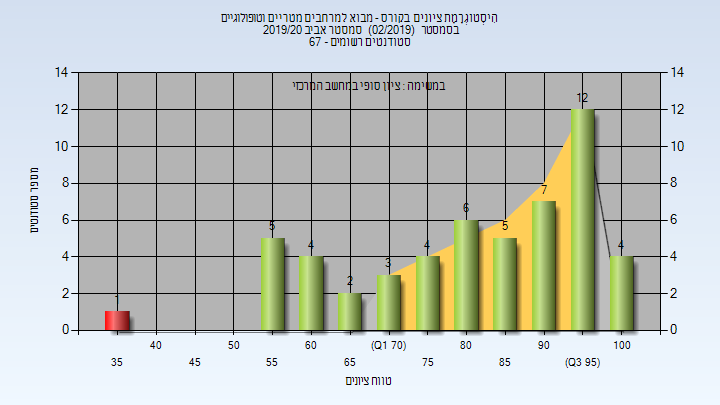 היסטוגרמת ציונים בקורס - מבוא למרחבים מטריים וטופולוגיים
בסמסטר (02/2019) סמסטר אביב 2019/20
סטודנטים רשומים - 67
במשימה : ציון סופי במחשב המרכזי
14 14
12 12
10 10
8 8
6 6
4 4
2 2
0 0
מספר סטודנטים
1 5 4 2 3 4 6 5 7 12 4
40 50 60 (Q1 70) 80 90 100
35 45 55 65 75 85 (Q3 95)
טווח ציונים